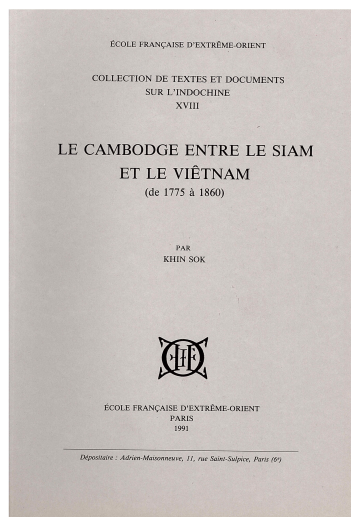 ÉCOLE FRANÇAISE D'EXTRÊME-ORIENT
COLLECTION DE TEXTES ET DOCUMENTS
SUR L'INDOCHINE
XVIII
LE CAMBODGE ENTRE LE SIAM
ET LE VIÊTNAM
(de 1775 à 1860)
PAR
KHIN SOK
ÉCOLE FRANÇAISE D'EXTRÊME-ORIENT
PARIS
1991
Dépositaire : Adrien-Maisonneuve, 11, rue Saint-Sulpice, Paris (6e)